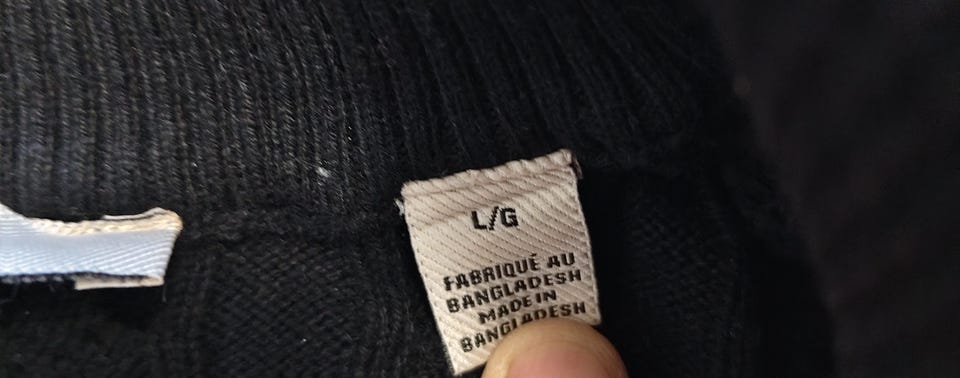 L/G
FABRIQUÉ AU
BANGLADESH
MADE IN
BANGLADESH